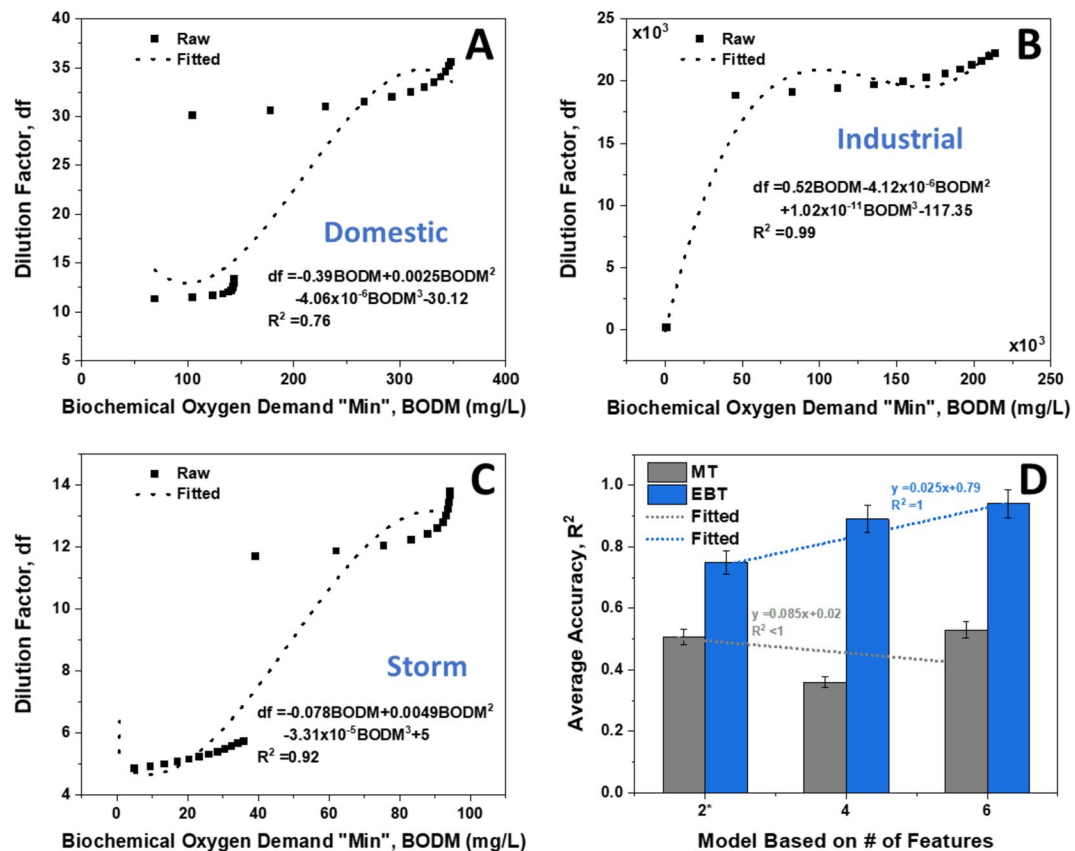 A
Raw
Fitted
40
35
30
25
20
15
10
5
Dilution Factor, df
Domestic
df =-0.39BODM+0.0025BODM²
-4.06x10⁻⁶BODM³-30.12
R² =0.76
0
100
200
300
400
Biochemical Oxygen Demand "Min", BODM (mg/L)
B
x10³
Raw
Fitted
25
20
15
10
5
0
Dilution Factor, df
Industrial
df =0.52BODM-4.12x10⁻⁶BODM²
+1.02x10⁻¹¹BODM³-117.35
R² =0.99
x10³
0
50
100
150
200
250
Biochemical Oxygen Demand "Min", BODM (mg/L)
C
Raw
Fitted
14
12
10
8
6
4
Dilution Factor, df
Storm
df =-0.078BODM+0.0049BODM²
-3.31x10⁻⁵BODM³+5
R² =0.92
0
20
40
60
80
100
Biochemical Oxygen Demand "Min", BODM (mg/L)
D
MT
EBT
Fitted
Fitted
1.0
0.8
0.6
0.4
0.2
0.0
Average Accuracy, R²
y =0.025x+0.79
R² =1
y =0.085x+0.02
R² <1
2*
4
6
Model Based on # of Features